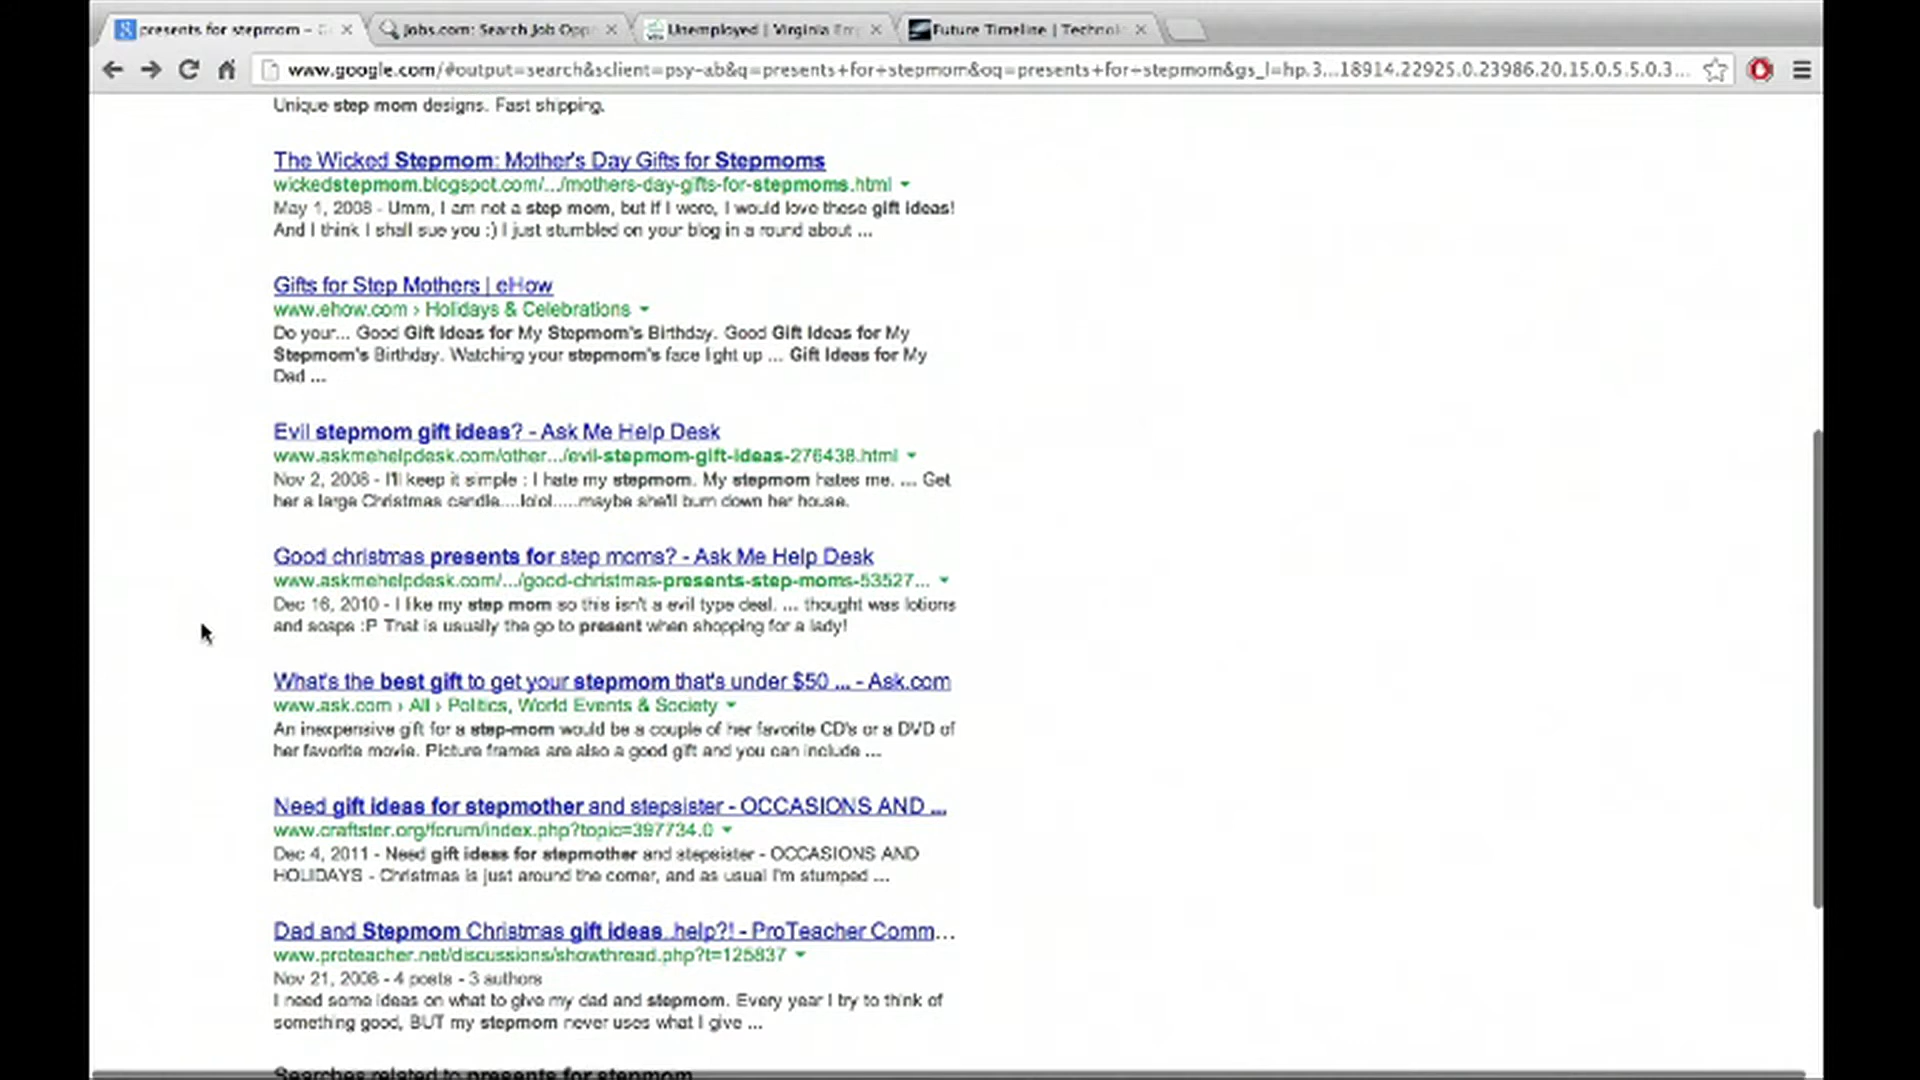 presents for stepmom – G
Jobs.com: Search Job Opp
Unemployed | Virginia Em
Future Timeline | Technol
www.google.com/#output=search&sclient=psy-ab&q=presents+for+stepmom&oq=presents+for+stepmom&gs_l=hp.3...18914.22925.0.23986.20.15.0.5.5.0.3...
Unique step mom designs. Fast shipping.
The Wicked Stepmom: Mother's Day Gifts for Stepmoms
wickedstepmom.blogspot.com/.../mothers-day-gifts-for-stepmoms.html
May 1, 2008 - Umm, I am not a step mom, but if I were, I would love these gift ideas!
And I think I shall sue you :) I just stumbled on your blog in a round about ...
Gifts for Step Mothers | eHow
www.ehow.com › Holidays & Celebrations
Do your... Good Gift Ideas for My Stepmom's Birthday. Good Gift Ideas for My
Stepmom's Birthday. Watching your stepmom's face light up ... Gift Ideas for My
Dad ...
Evil stepmom gift ideas? - Ask Me Help Desk
www.askmehelpdesk.com/other.../evil-stepmom-gift-ideas-276438.html
Nov 2, 2008 - I'll keep it simple : I hate my stepmom. My stepmom hates me. ... Get
her a large Christmas candle....lolol.....maybe she'll burn down her house.
Good christmas presents for step moms? - Ask Me Help Desk
www.askmehelpdesk.com/.../good-christmas-presents-step-moms-53527...
Dec 16, 2010 - I like my step mom so this isn't a evil type deal. ... thought was lotions
and soaps :P That is usually the go to present when shopping for a lady!
What's the best gift to get your stepmom that's under $50 ... - Ask.com
www.ask.com › All › Politics, World Events & Society
An inexpensive gift for a step-mom would be a couple of her favorite CD's or a DVD of
her favorite movie. Picture frames are also a good gift and you can include ...
Need gift ideas for stepmother and stepsister - OCCASIONS AND ...
www.craftster.org/forum/index.php?topic=397734.0
Dec 4, 2011 - Need gift ideas for stepmother and stepsister - OCCASIONS AND
HOLIDAYS - Christmas is just around the corner, and as usual I'm stumped ...
Dad and Stepmom Christmas gift ideas..help?! - ProTeacher Comm...
www.proteacher.net/discussions/showthread.php?t=125837
Nov 21, 2008 - 4 posts - 3 authors
I need some ideas on what to give my dad and stepmom. Every year I try to think of
something good, BUT my stepmom never uses what I give ...
Searches related to presents for stepmom